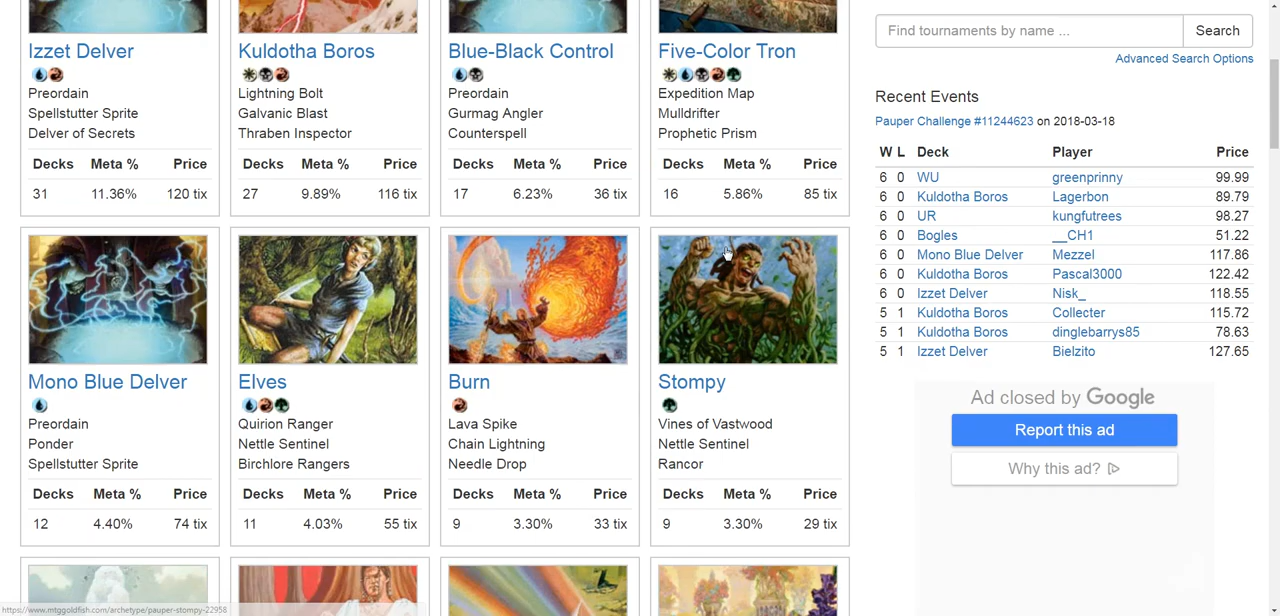 Izzet Delver
Preordain
Spellstutter Sprite
Delver of Secrets
Decks Meta % Price
31 11.36% 120 tix
Kuldotha Boros
Lightning Bolt
Galvanic Blast
Thraben Inspector
Decks Meta % Price
27 9.89% 116 tix
Blue-Black Control
Preordain
Gurmag Angler
Counterspell
Decks Meta % Price
17 6.23% 36 tix
Five-Color Tron
Expedition Map
Mulldrifter
Prophetic Prism
Decks Meta % Price
16 5.86% 85 tix
Mono Blue Delver
Preordain
Ponder
Spellstutter Sprite
Decks Meta % Price
12 4.40% 74 tix
Elves
Quirion Ranger
Nettle Sentinel
Birchlore Rangers
Decks Meta % Price
11 4.03% 55 tix
Burn
Lava Spike
Chain Lightning
Needle Drop
Decks Meta % Price
9 3.30% 33 tix
Stompy
Vines of Vastwood
Nettle Sentinel
Rancor
Decks Meta % Price
9 3.30% 29 tix
Find tournaments by name ... Search
Advanced Search Options
Recent Events
Pauper Challenge #11244623 on 2018-03-18
W L Deck Player Price
6 0 WU greenprinny 99.99
6 0 Kuldotha Boros Lagerbon 89.79
6 0 UR kungfutrees 98.27
6 0 Bogles __CH1 51.22
6 0 Mono Blue Delver Mezzel 117.86
6 0 Kuldotha Boros Pascal3000 122.42
6 0 Izzet Delver Nisk_ 118.55
5 1 Kuldotha Boros Collecter 115.72
5 1 Kuldotha Boros dinglebarrys85 78.63
5 1 Izzet Delver Bielzito 127.65
Ad closed by Google
Report this ad
Why this ad?
https://www.mtggoldfish.com/archetype/pauper-stompy-22958